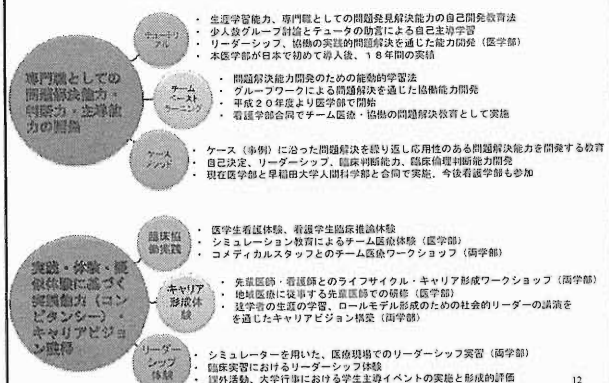 チュートリアル
・ 生涯学習能力、専門職としての問題発見解決能力の自己開発教育法
・ 少人数グループ討論とテュータの助言による自己主導学習
・ リーダーシップ、協働の実践的問題解決を通じた能力開発（医学部）
・ 本医学部が日本で初めて導入後、１８年間の実績
専門職としての
問題解決能力・
判断力・主導能
力の
チーム
ベースト
ラーニング
・ 問題解決能力開発のための能動的学習法
・ グループワークによる問題解決を通じた協働能力開発
・ 平成２０年度より医学部で開始
・ 看護学部合同でチーム医療・協働の問題解決教育として実施
ケース
メソッド
・ ケース（事例）に沿った問題解決を繰り返し応用性のある問題解決能力を開発する教育
・ 自己決定、リーダーシップ、臨床判断能力、臨床倫理判断能力開発
・ 現在医学部と早稲田大学人間科学部と合同で実施、今後看護学部も参加
臨床協
働実践
・ 医学生看護体験、看護学生臨床推論体験
・ シミュレーション教育によるチーム医療体験（医学部）
・ コメディカルスタッフとのチーム医療ワークショップ（両学部）
実践・体験・模
似体験に基づく
実践能力（コン
ピタンシー）
キャリアビジョ
ン獲得
キャリア
形成体
験
・ 先輩医師・看護師とのライフサイクル・キャリア形成ワークショップ（両学部）
・ 地域医療に従事する先輩医師での研修（医学部）
・ 建学者の生涯の学習、ロールモデル形成のための社会的リーダーの講演を
を通じたキャリアビジョン構築（両学部）
リーダー
シップ
体験
・ シミュレーターを用いた、医療現場でのリーダーシップ実習（両学部）
・ 臨床実習におけるリーダーシップ体験
・ 課外活動、大学行事における学生主導イベントの実施と形成的評価
12